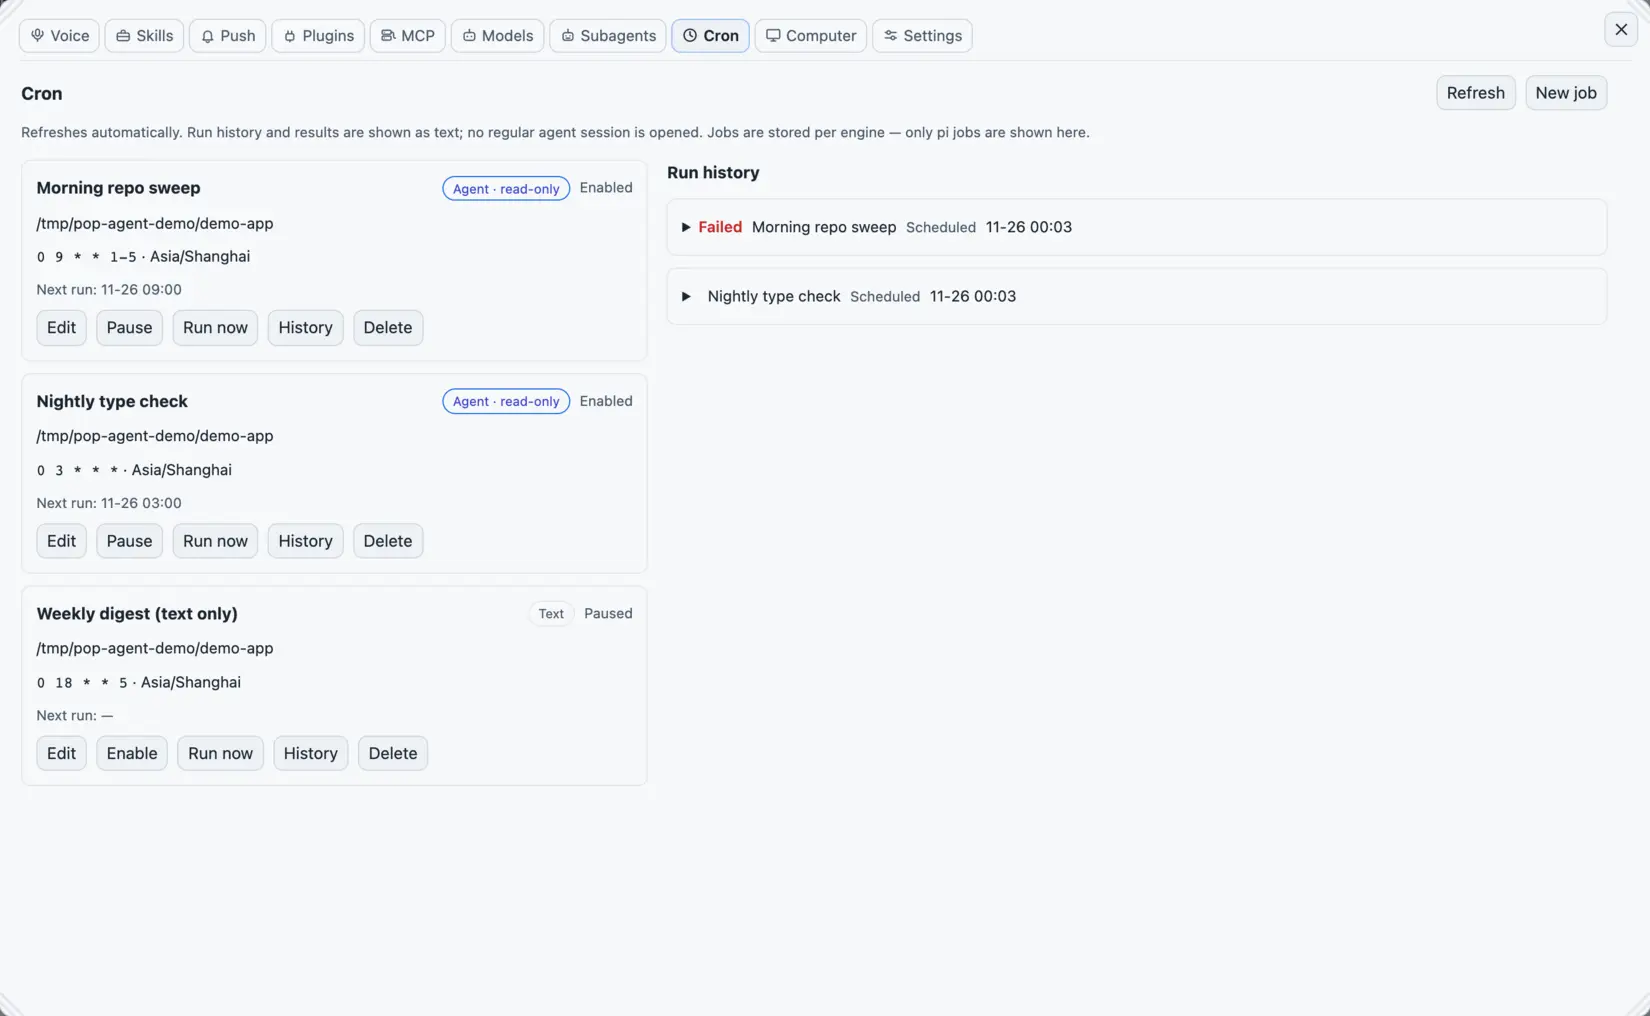 Voice Skills Push Plugins MCP Models Subagents Cron Computer Settings
Cron
Refresh New job
Refreshes automatically. Run history and results are shown as text; no regular agent session is opened. Jobs are stored per engine — only pi jobs are shown here.
Morning repo sweep Agent · read-only Enabled
/tmp/pop-agent-demo/demo-app
0 9 * * 1-5 · Asia/Shanghai
Next run: 11-26 09:00
Edit Pause Run now History Delete
Nightly type check Agent · read-only Enabled
/tmp/pop-agent-demo/demo-app
0 3 * * * · Asia/Shanghai
Next run: 11-26 03:00
Edit Pause Run now History Delete
Weekly digest (text only) Text Paused
/tmp/pop-agent-demo/demo-app
0 18 * * 5 · Asia/Shanghai
Next run: —
Edit Enable Run now History Delete
Run history
Failed Morning repo sweep Scheduled 11-26 00:03
Nightly type check Scheduled 11-26 00:03